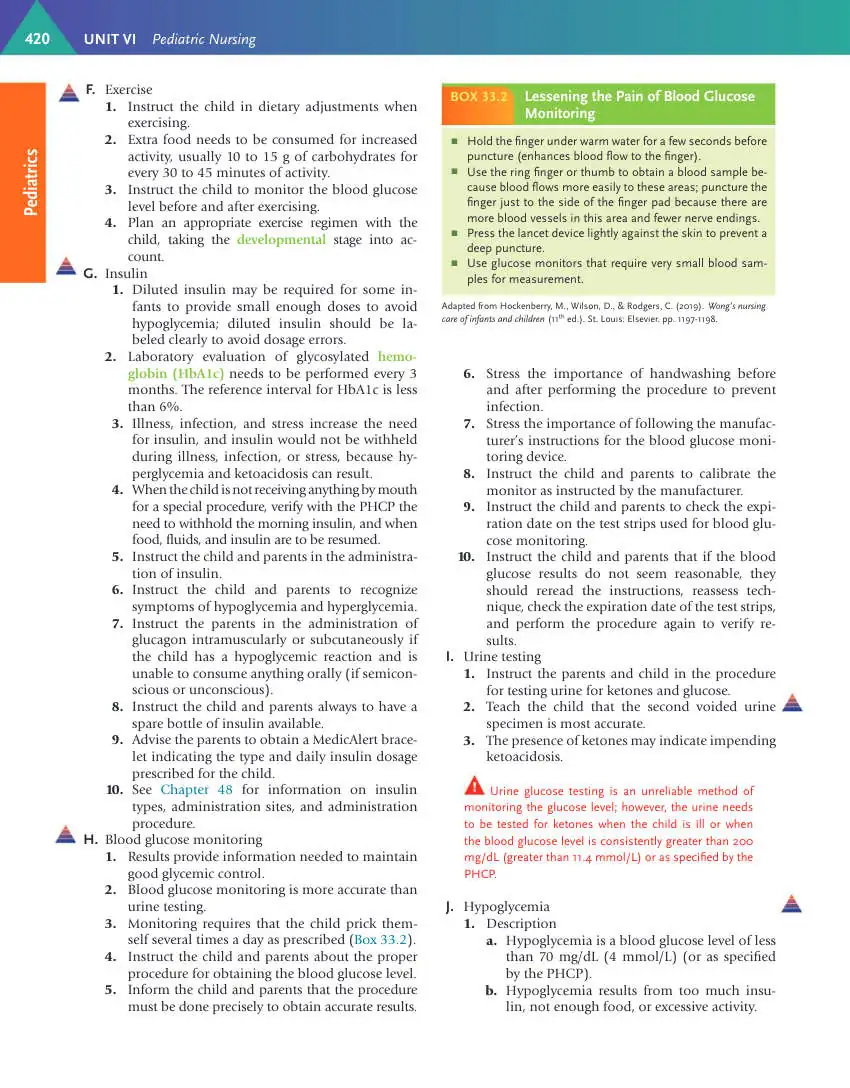 420 UNIT VI Pediatric Nursing
Pediatrics
F. Exercise
1. Instruct the child in dietary adjustments when
exercising.
2. Extra food needs to be consumed for increased
activity, usually 10 to 15 g of carbohydrates for
every 30 to 45 minutes of activity.
3. Instruct the child to monitor the blood glucose
level before and after exercising.
4. Plan an appropriate exercise regimen with the
child, taking the developmental stage into ac-
count.
G. Insulin
1. Diluted insulin may be required for some in-
fants to provide small enough doses to avoid
hypoglycemia; diluted insulin should be la-
beled clearly to avoid dosage errors.
2. Laboratory evaluation of glycosylated hemo-
globin (HbA1c) needs to be performed every 3
months. The reference interval for HbA1c is less
than 6%.
3. Illness, infection, and stress increase the need
for insulin, and insulin would not be withheld
during illness, infection, or stress, because hy-
perglycemia and ketoacidosis can result.
4. When the child is not receiving anything by mouth
for a special procedure, verify with the PHCP the
need to withhold the morning insulin, and when
food, fluids, and insulin are to be resumed.
5. Instruct the child and parents in the administra-
tion of insulin.
6. Instruct the child and parents to recognize
symptoms of hypoglycemia and hyperglycemia.
7. Instruct the parents in the administration of
glucagon intramuscularly or subcutaneously if
the child has a hypoglycemic reaction and is
unable to consume anything orally (if semicon-
scious or unconscious).
8. Instruct the child and parents always to have a
spare bottle of insulin available.
9. Advise the parents to obtain a MedicAlert brace-
let indicating the type and daily insulin dosage
prescribed for the child.
10. See Chapter 48 for information on insulin
types, administration sites, and administration
procedure.
H. Blood glucose monitoring
1. Results provide information needed to maintain
good glycemic control.
2. Blood glucose monitoring is more accurate than
urine testing.
3. Monitoring requires that the child prick them-
self several times a day as prescribed (Box 33.2).
4. Instruct the child and parents about the proper
procedure for obtaining the blood glucose level.
5. Inform the child and parents that the procedure
must be done precisely to obtain accurate results.
BOX 33.2 Lessening the Pain of Blood Glucose
Monitoring
■ Hold the finger under warm water for a few seconds before
puncture (enhances blood flow to the finger).
■ Use the ring finger or thumb to obtain a blood sample be-
cause blood flows more easily to these areas; puncture the
finger just to the side of the finger pad because there are
more blood vessels in this area and fewer nerve endings.
■ Press the lancet device lightly against the skin to prevent a
deep puncture.
■ Use glucose monitors that require very small blood sam-
ples for measurement.
Adapted from Hockenberry, M., Wilson, D., & Rodgers, C. (2019). Wong's nursing
care of infants and children (11th ed.). St. Louis: Elsevier. pp. 1197-1198.
6. Stress the importance of handwashing before
and after performing the procedure to prevent
infection.
7. Stress the importance of following the manufac-
turer's instructions for the blood glucose moni-
toring device.
8. Instruct the child and parents to calibrate the
monitor as instructed by the manufacturer.
9. Instruct the child and parents to check the expi-
ration date on the test strips used for blood glu-
cose monitoring.
10. Instruct the child and parents that if the blood
glucose results do not seem reasonable, they
should reread the instructions, reassess tech-
nique, check the expiration date of the test strips,
and perform the procedure again to verify re-
sults.
I. Urine testing
1. Instruct the parents and child in the procedure
for testing urine for ketones and glucose.
2. Teach the child that the second voided urine
specimen is most accurate.
3. The presence of ketones may indicate impending
ketoacidosis.
Urine glucose testing is an unreliable method of
monitoring the glucose level; however, the urine needs
to be tested for ketones when the child is ill or when
the blood glucose level is consistently greater than 200
mg/dL (greater than 11.4 mmol/L) or as specified by the
PHCP.
J. Hypoglycemia
1. Description
a. Hypoglycemia is a blood glucose level of less
than 70 mg/dL (4 mmol/L) (or as specified
by the PHCP).
b. Hypoglycemia results from too much insu-
lin, not enough food, or excessive activity.